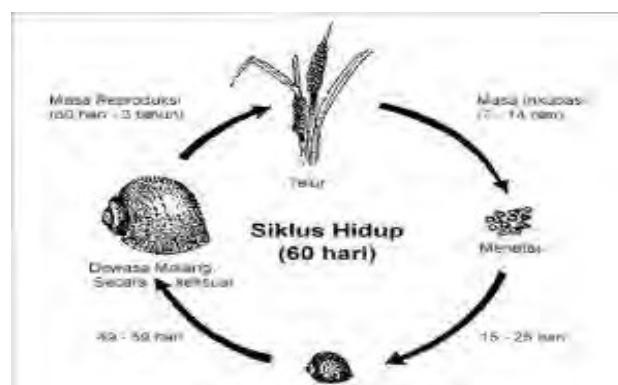 Masa Reproduksi
(60 hari - 3 tahun)
Masa Inkubasi
(7 - 14 hari)
Telur
Siklus Hidup
(60 hari)
Menetas
Dewasa Matang
Secara seksual
49 - 59 hari
15 - 25 hari